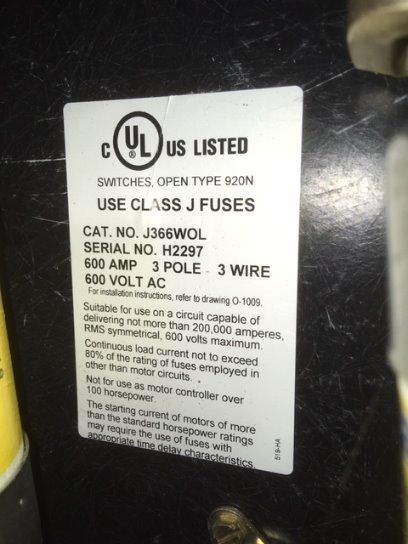 C UL ® US LISTED
SWITCHES, OPEN TYPE 920N
USE CLASS J FUSES
CAT. NO. J366WOL
SERIAL NO. H2297
600 AMP 3 POLE - 3 WIRE
600 VOLT AC
For installation instructions, refer to drawing O-1009.
Suitable for use on a circuit capable of
delivering not more than 200,000 amperes,
RMS symmetrical, 600 volts maximum.
Continuous load current not to exceed
80% of the rating of fuses employed in
other than motor circuits.
Not for use as motor controller over
100 horsepower.
The starting current of motors of more
than the standard horsepower ratings
may require the use of fuses with
appropriate time delay characteristics.
519-HA